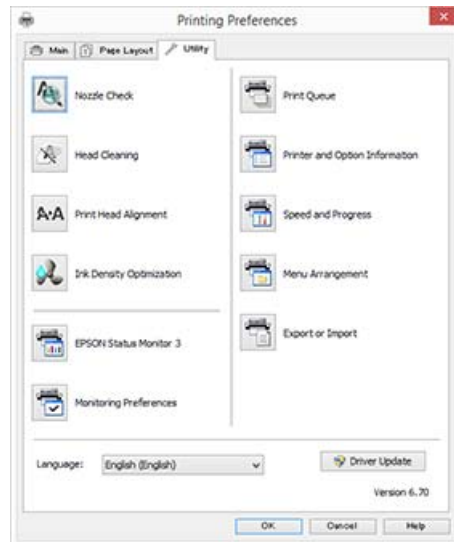 Printing Preferences
Main
Page Layout
Utility
Nozzle Check
Print Queue
Head Cleaning
Printer and Option Information
A·A
Print Head Alignment
Speed and Progress
Ink Density Optimization
Menu Arrangement
EPSON Status Monitor 3
Export or Import
Monitoring Preferences
Language:
English (English)
Driver Update
Version 6.70
OK
Cancel
Help